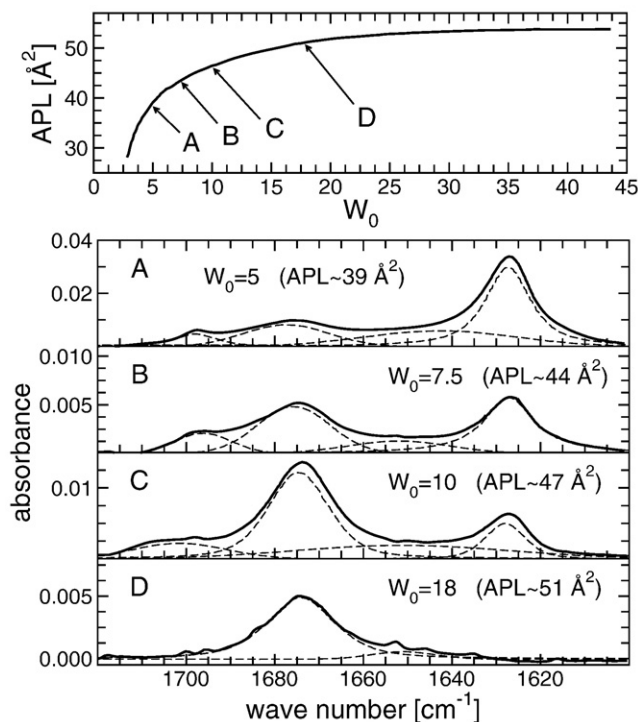 APL [Å²]
50
40
30
A
B
C
D
0 5 10 15 20 25 30 35 40 45
W₀
absorbance
0.04
0.02
A W₀=5 (APL~39 Å²)
0.010
0.005
B W₀=7.5 (APL~44 Å²)
0.01
C W₀=10 (APL~47 Å²)
0.005
0.000
D W₀=18 (APL~51 Å²)
1700 1680 1660 1640 1620
wave number [cm⁻¹]